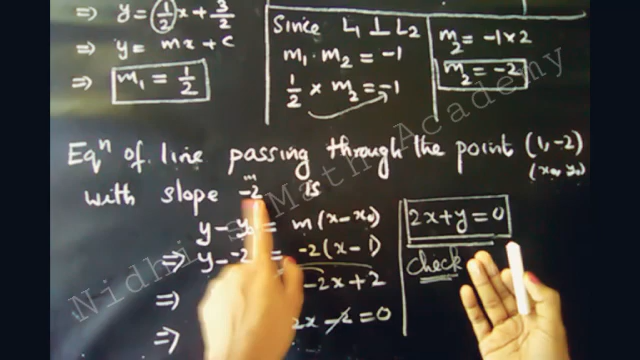 ⇒ y = 1/2 x + 3/2
⇒ y = mx + c
⇒ m₁ = 1/2
Since L₁ ⊥ L₂
m₁ · m₂ = -1
1/2 × m₂ = -1
m₂ = -1 × 2
m₂ = -2
Eqⁿ of line passing through the point (1, -2)
(x₀, y₀)
m
with slope -2 is
y - y₀ = m(x - x₀)
⇒ y - -2 = -2(x - 1)
⇒ -2x + 2
⇒ 2x - 2 = 0
2x + y = 0
Check
Nidhi's Math Academy